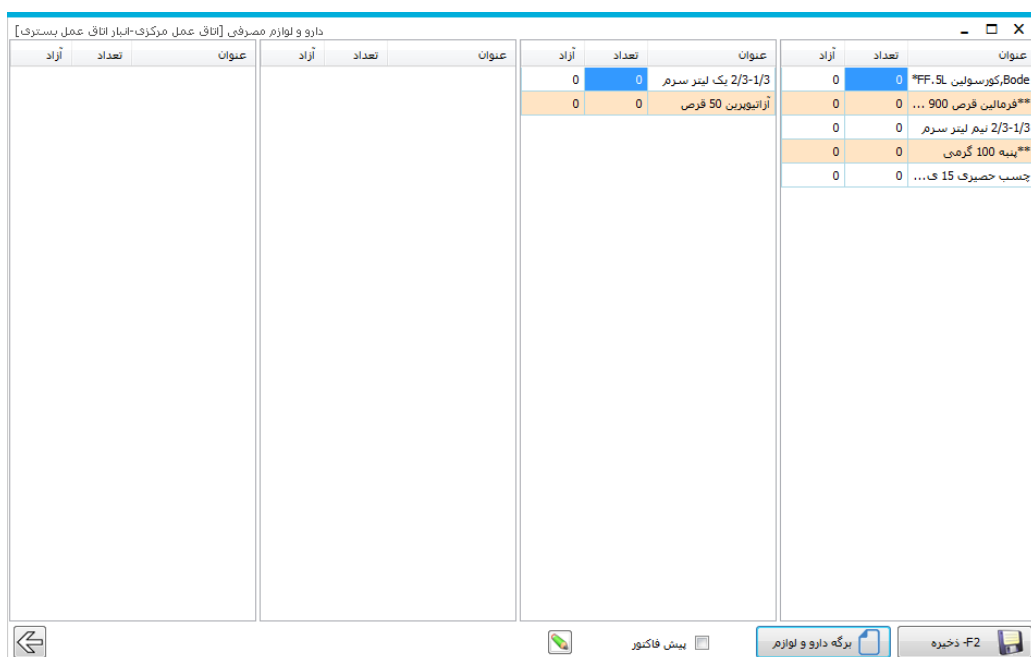 دارو و لوازم مصرفی [اتاق عمل مرکزی-انبار اتاق عمل بستری]
عنوان تعداد آزاد عنوان تعداد آزاد عنوان تعداد آزاد عنوان تعداد آزاد
Bode,کورسولین FF.5L* 0 0
**فرمالین قرص 900 ... 0 0
2/3-1/3 نیم لیتر سرم 0 0
**پنبه 100 گرمی 0 0
چسب حصیری 15 ی... 0 0
2/3-1/3 یک لیتر سرم 0 0
آزاتیوپرین 50 قرص 0 0
F2- ذخیره
برگه دارو و لوازم
پیش فاکتور